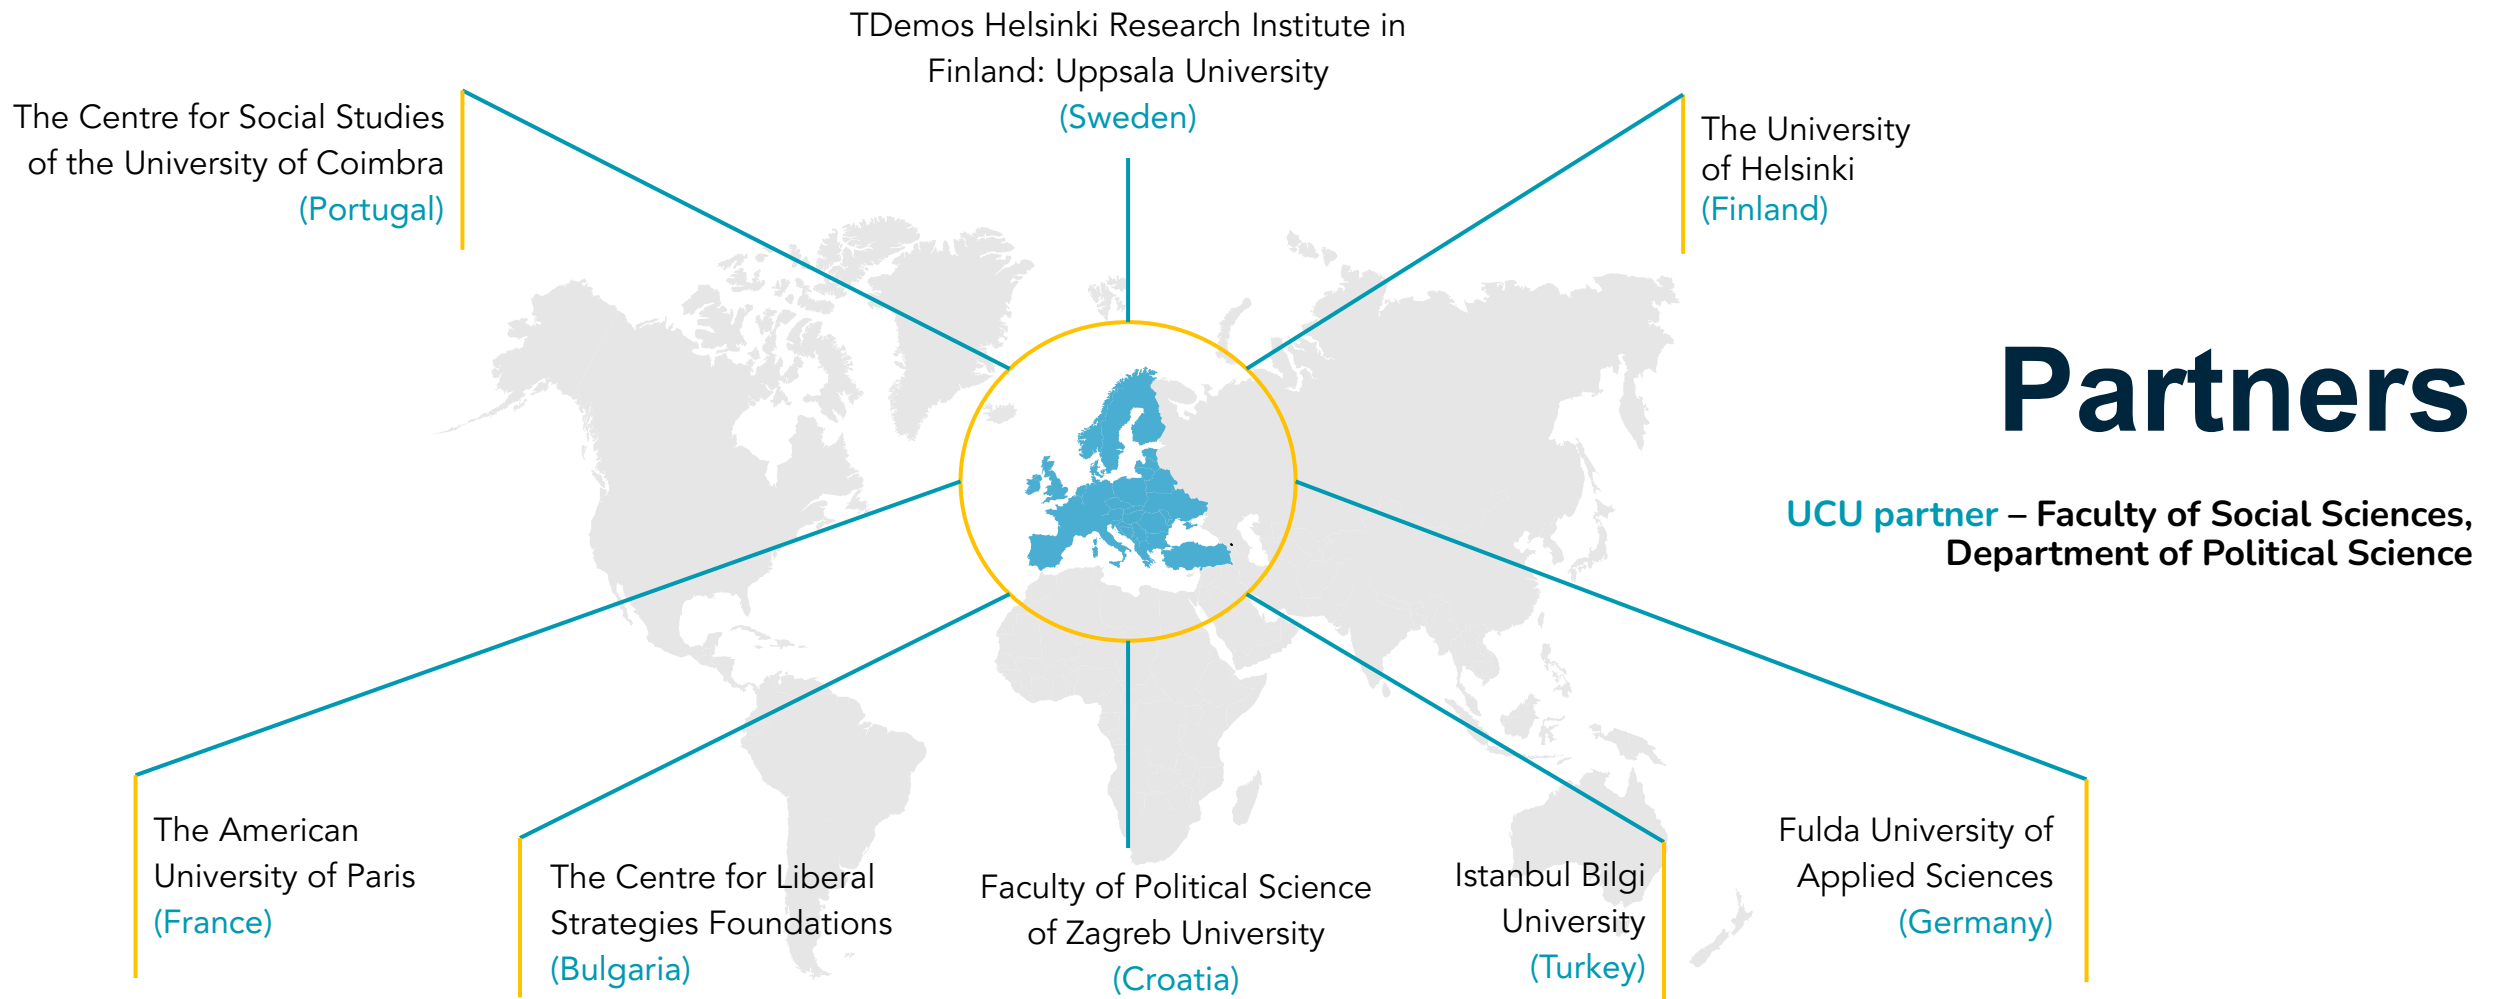 TDemos Helsinki Research Institute in
Finland: Uppsala University
(Sweden)
The Centre for Social Studies
of the University of Coimbra
(Portugal)
The University
of Helsinki
(Finland)
Partners
UCU partner – Faculty of Social Sciences,
Department of Political Science
The American
University of Paris
(France)
The Centre for Liberal
Strategies Foundations
(Bulgaria)
Faculty of Political Science
of Zagreb University
(Croatia)
Istanbul Bilgi
University
(Turkey)
Fulda University of
Applied Sciences
(Germany)